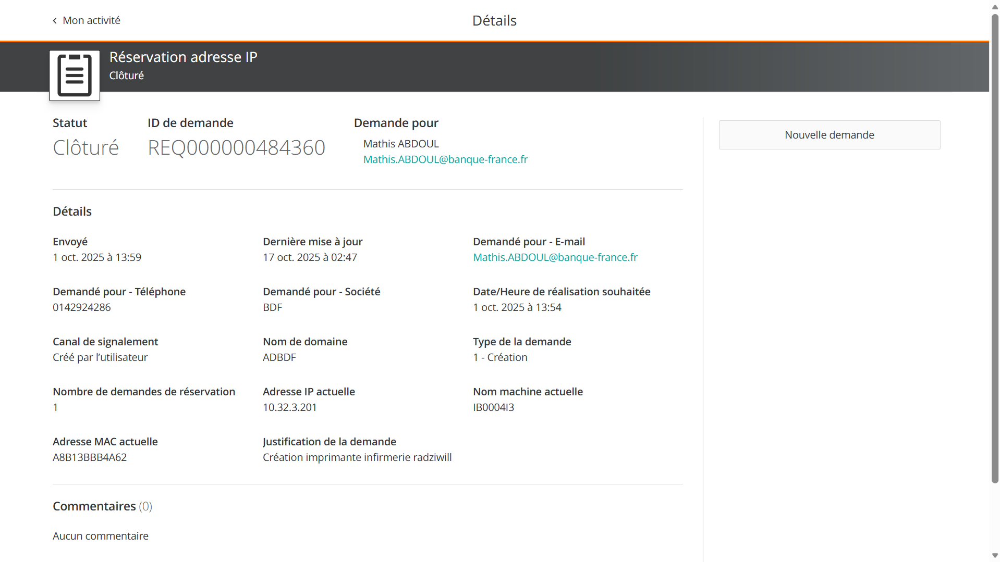 Mon activité
Détails
Réservation adresse IP
Clôturé
Statut
Clôturé
ID de demande
REQ000000484360
Demande pour
Mathis ABDOUL
Mathis.ABDOUL@banque-france.fr
Nouvelle demande
Détails
Envoyé
1 oct. 2025 à 13:59
Dernière mise à jour
17 oct. 2025 à 02:47
Demandé pour - E-mail
Mathis.ABDOUL@banque-france.fr
Demandé pour - Téléphone
0142924286
Demandé pour - Société
BDF
Date/Heure de réalisation souhaitée
1 oct. 2025 à 13:54
Canal de signalement
Créé par l’utilisateur
Nom de domaine
ADBDF
Type de la demande
1 - Création
Nombre de demandes de réservation
1
Adresse IP actuelle
10.32.3.201
Nom machine actuelle
IB0004I3
Adresse MAC actuelle
A8B13BBB4A62
Justification de la demande
Création imprimante infirmerie radziwill
Commentaires (0)
Aucun commentaire